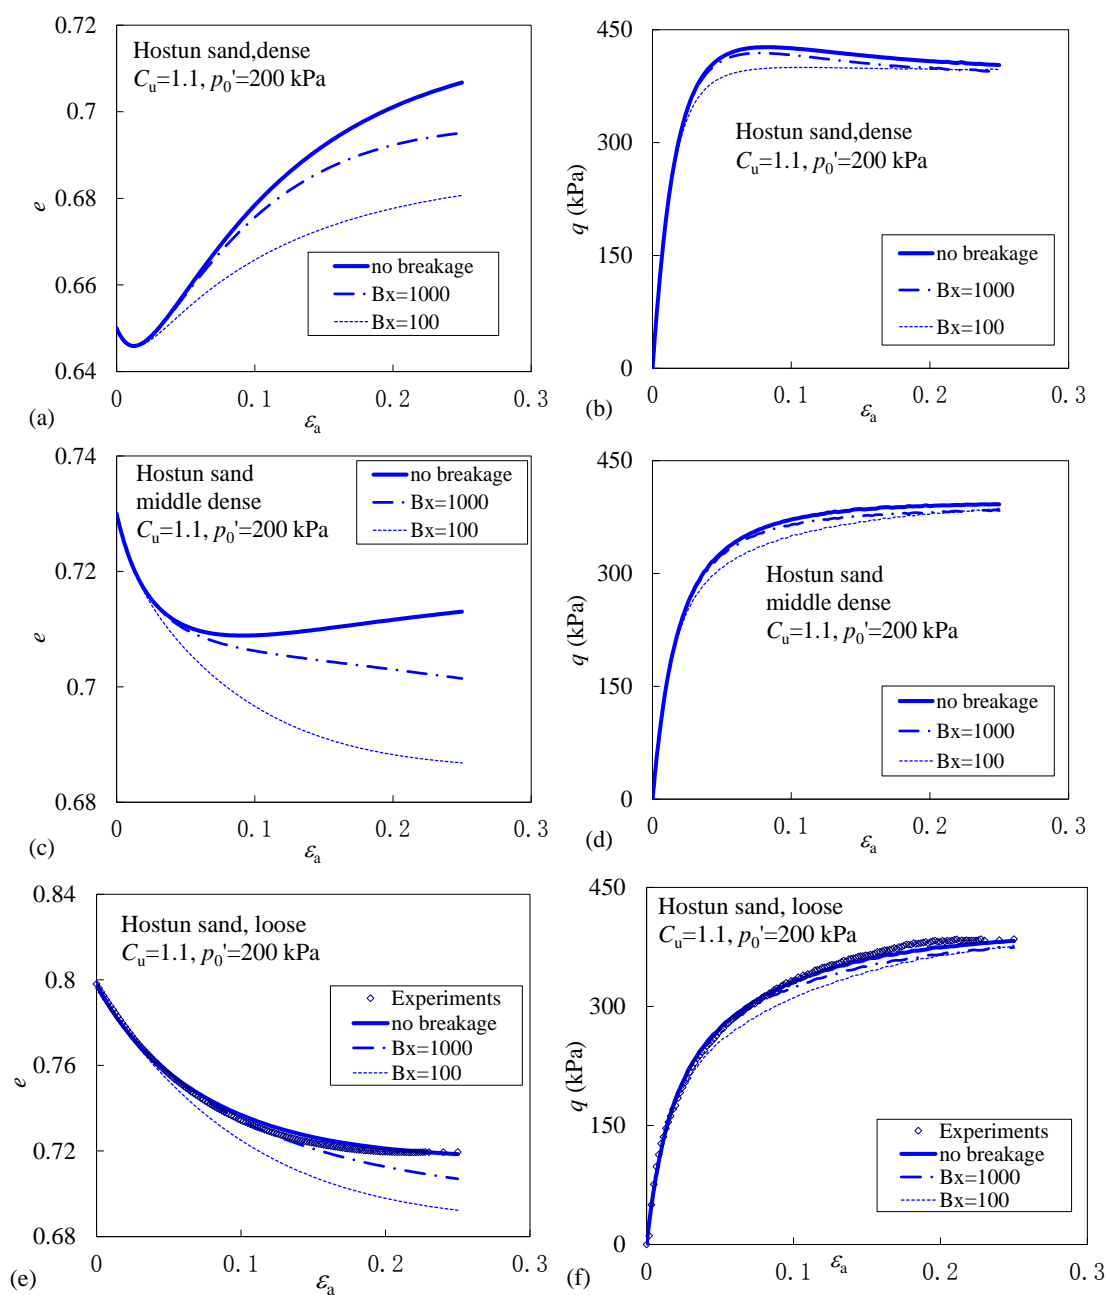 0.72
0.7
0.68
0.66
0.64
e
Hostun sand,dense
Cu=1.1, p0'=200 kPa
no breakage
Bx=1000
Bx=100
0 0.1 0.2 0.3
(a)
εa
450
300
150
0
q (kPa)
Hostun sand,dense
Cu=1.1, p0'=200 kPa
no breakage
Bx=1000
Bx=100
0 0.1 0.2 0.3
(b)
εa
0.74
0.72
0.7
0.68
e
Hostun sand
middle dense
Cu=1.1, p0'=200 kPa
no breakage
Bx=1000
Bx=100
0 0.1 0.2 0.3
(c)
εa
450
300
150
0
q (kPa)
Hostun sand
middle dense
Cu=1.1, p0'=200 kPa
no breakage
Bx=1000
Bx=100
0 0.1 0.2 0.3
(d)
εa
0.84
0.8
0.76
0.72
0.68
e
Hostun sand, loose
Cu=1.1, p0'=200 kPa
Experiments
no breakage
Bx=1000
Bx=100
0 0.1 0.2 0.3
(e)
εa
450
300
150
0
q (kPa)
Hostun sand, loose
Cu=1.1, p0'=200 kPa
Experiments
no breakage
Bx=1000
Bx=100
0 0.1 0.2 0.3
(f)
εa